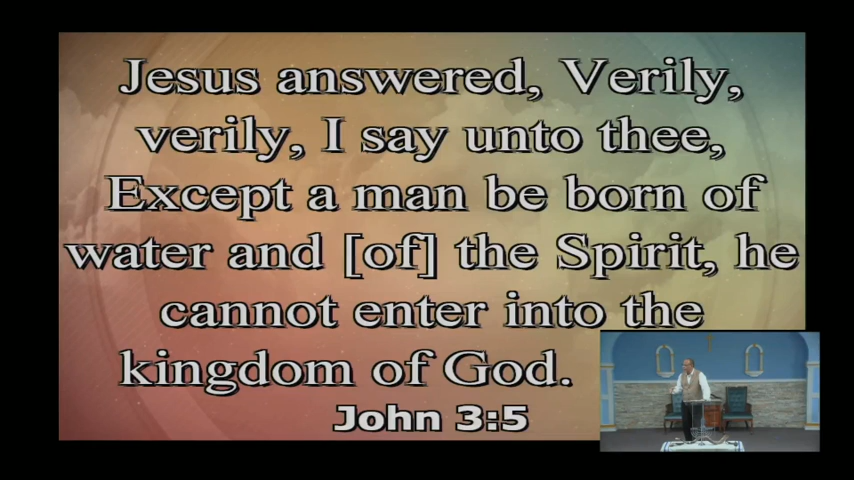 Jesus answered, Verily,
verily, I say unto thee,
Except a man be born of
water and [of] the Spirit, he
cannot enter into the
kingdom of God.
John 3:5